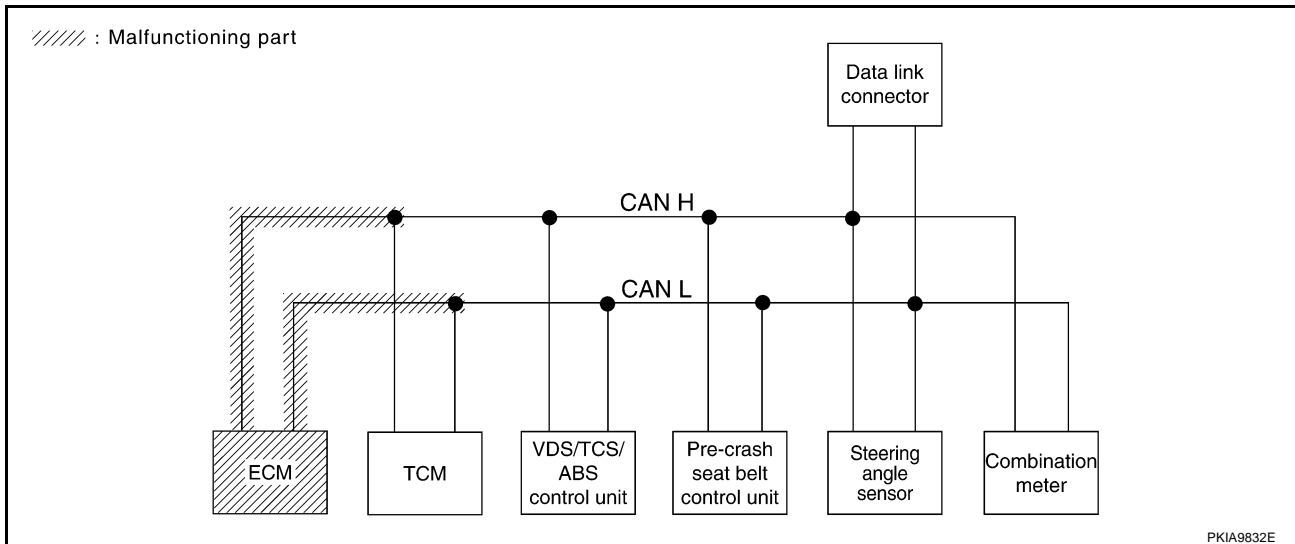 : Malfunctioning part
Data link
connector
CAN H
CAN L
ECM
TCM
VDS/TCS/
ABS
control unit
Pre-crash
seat belt
control unit
Steering
angle
sensor
Combination
meter
PKIA9832E